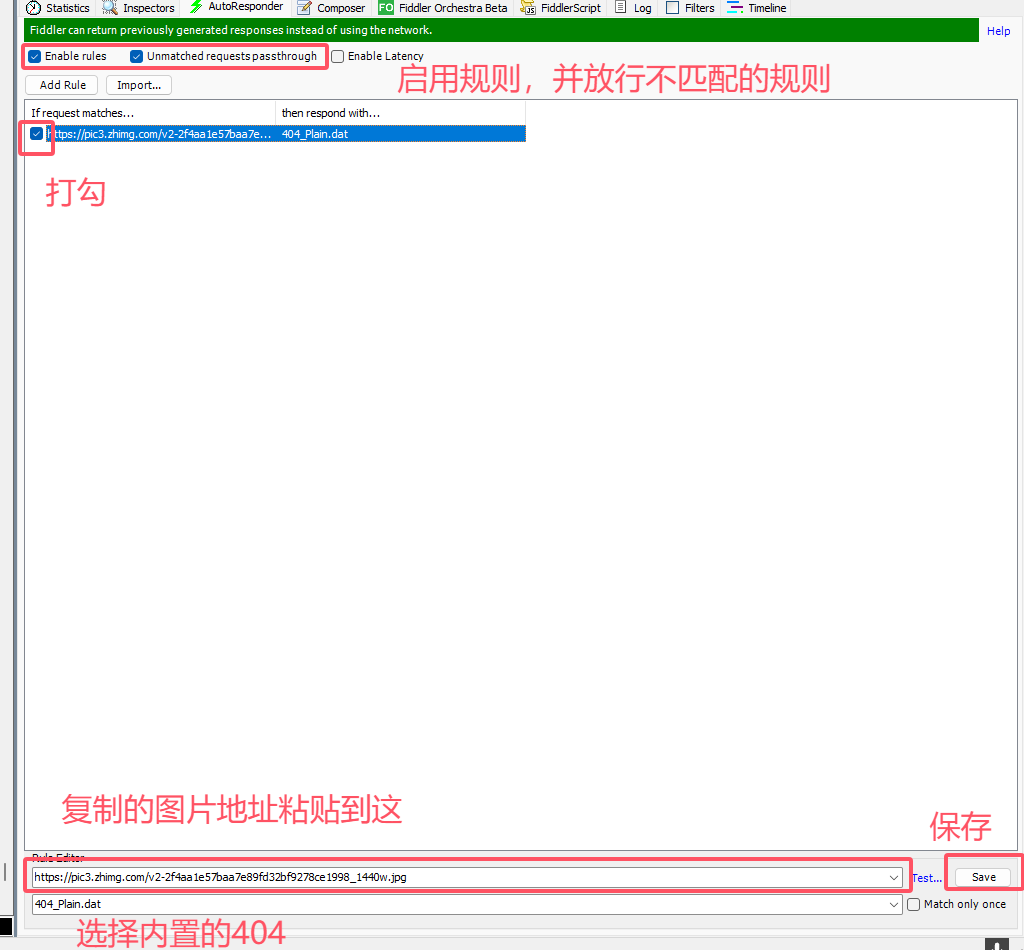 Statistics Inspectors AutoResponder Composer FO Fiddler Orchestra Beta JS FiddlerScript Log Filters Timeline
Fiddler can return previously generated responses instead of using the network. Help
Enable rules Unmatched requests passthrough Enable Latency
启用规则，并放行不匹配的规则
Add Rule Import...
If request matches... then respond with...
https://pic3.zhimg.com/v2-2f4aa1e57baa7e... 404_Plain.dat
打勾
复制的图片地址粘贴到这
保存
Rule Editor
https://pic3.zhimg.com/v2-2f4aa1e57baa7e89fd32bf9278ce1998_1440w.jpg Test... Save
404_Plain.dat Match only once
选择内置的404